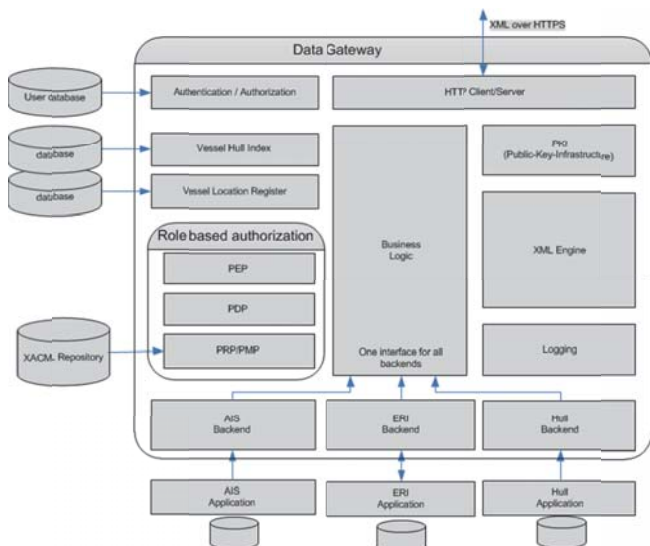 XML over HTTPS
Data Gateway
User database
Authentication / Authorization
HTTP Client/Server
database
Vessel Hull Index
PKI
(Public-Key-Infrastructure)
database
Vessel Location Register
Role based authorization
Business
Logic
XML Engine
PEP
PDP
XACML Repository
PRP/PMP
One interface for all
backends
Logging
AIS
Backend
ERI
Backend
Hull
Backend
AIS
Application
ERI
Application
Hull
Application